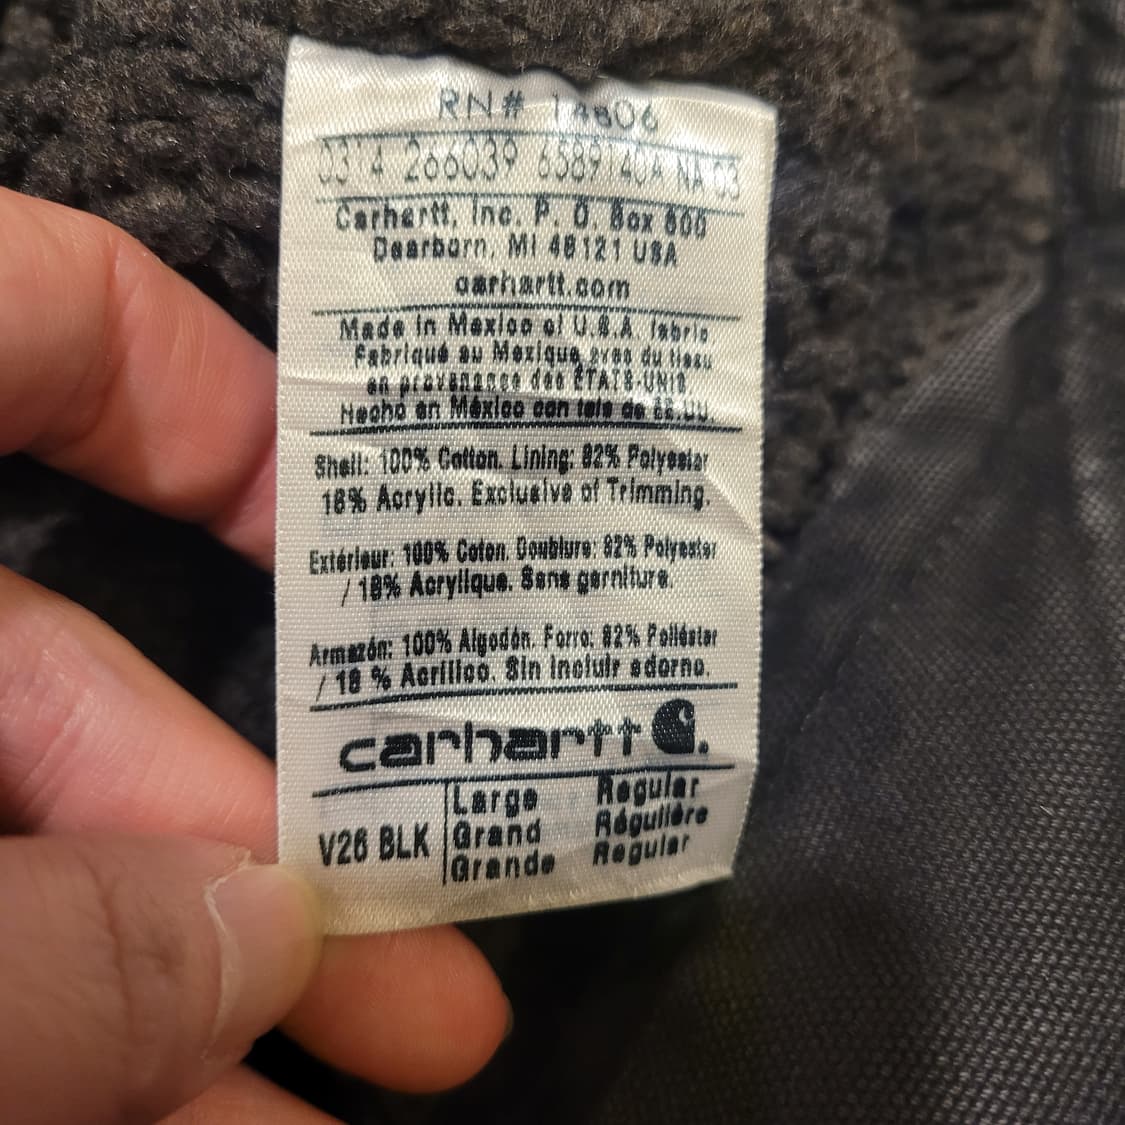 RN# 14806
0314 266039 6589140A NA 03
Carhartt, Inc. P. O. Box 600
Dearborn, MI 48121 USA
carhartt.com
Made in Mexico of U.S.A. fabric
Fabriqué au Mexique avec du tissu
en provenance des ÉTATS-UNIS
Hecho en México con tela de EE.UU.
Shell: 100% Cotton. Lining: 82% Polyester
18% Acrylic. Exclusive of Trimming.
Extérieur: 100% Coton. Doublure: 82% Polyester
/ 18% Acrylique. Sans garniture.
Armazón: 100% Algodón. Forro: 82% Poliéster
/ 18 % Acrílico. Sin incluir adorno.
carhartt
V26 BLK
Large Regular
Grand Régulière
Grande Regular